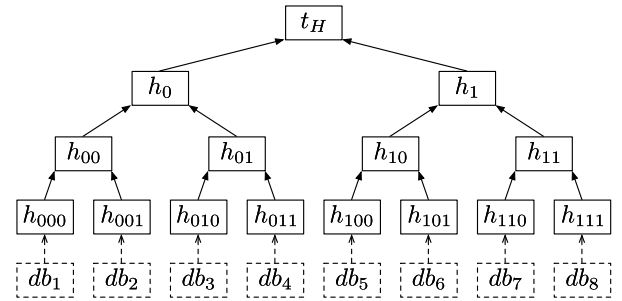 t_H
h_0 h_1
h_00 h_01 h_10 h_11
h_000 h_001 h_010 h_011 h_100 h_101 h_110 h_111
db_1 db_2 db_3 db_4 db_5 db_6 db_7 db_8